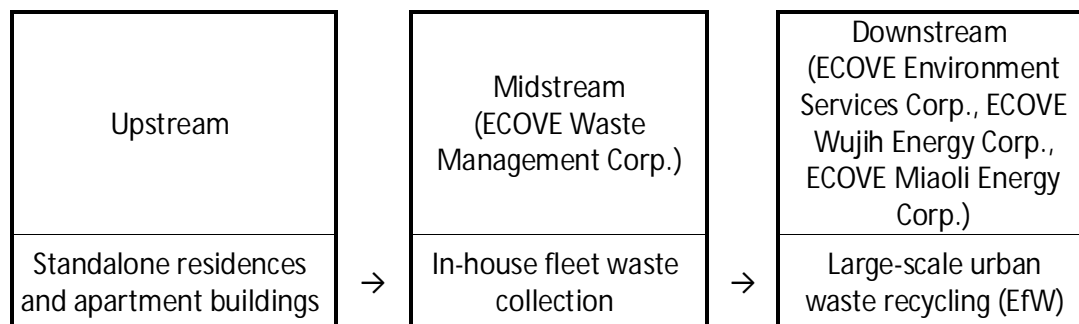 Upstream
Midstream
(ECOVE Waste
Management Corp.)
Downstream
(ECOVE Environment
Services Corp., ECOVE
Wujih Energy Corp.,
ECOVE Miaoli Energy
Corp.)
Standalone residences
and apartment buildings
→
In-house fleet waste
collection
→
Large-scale urban
waste recycling (EfW)